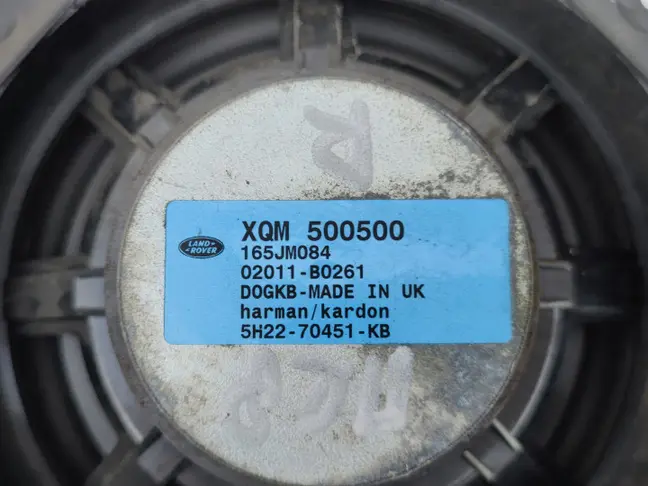 R
XQM 500500
LAND ROVER
165JM084
02011-B0261
DOGKB-MADE IN UK
harman/kardon
5H22-70451-KB